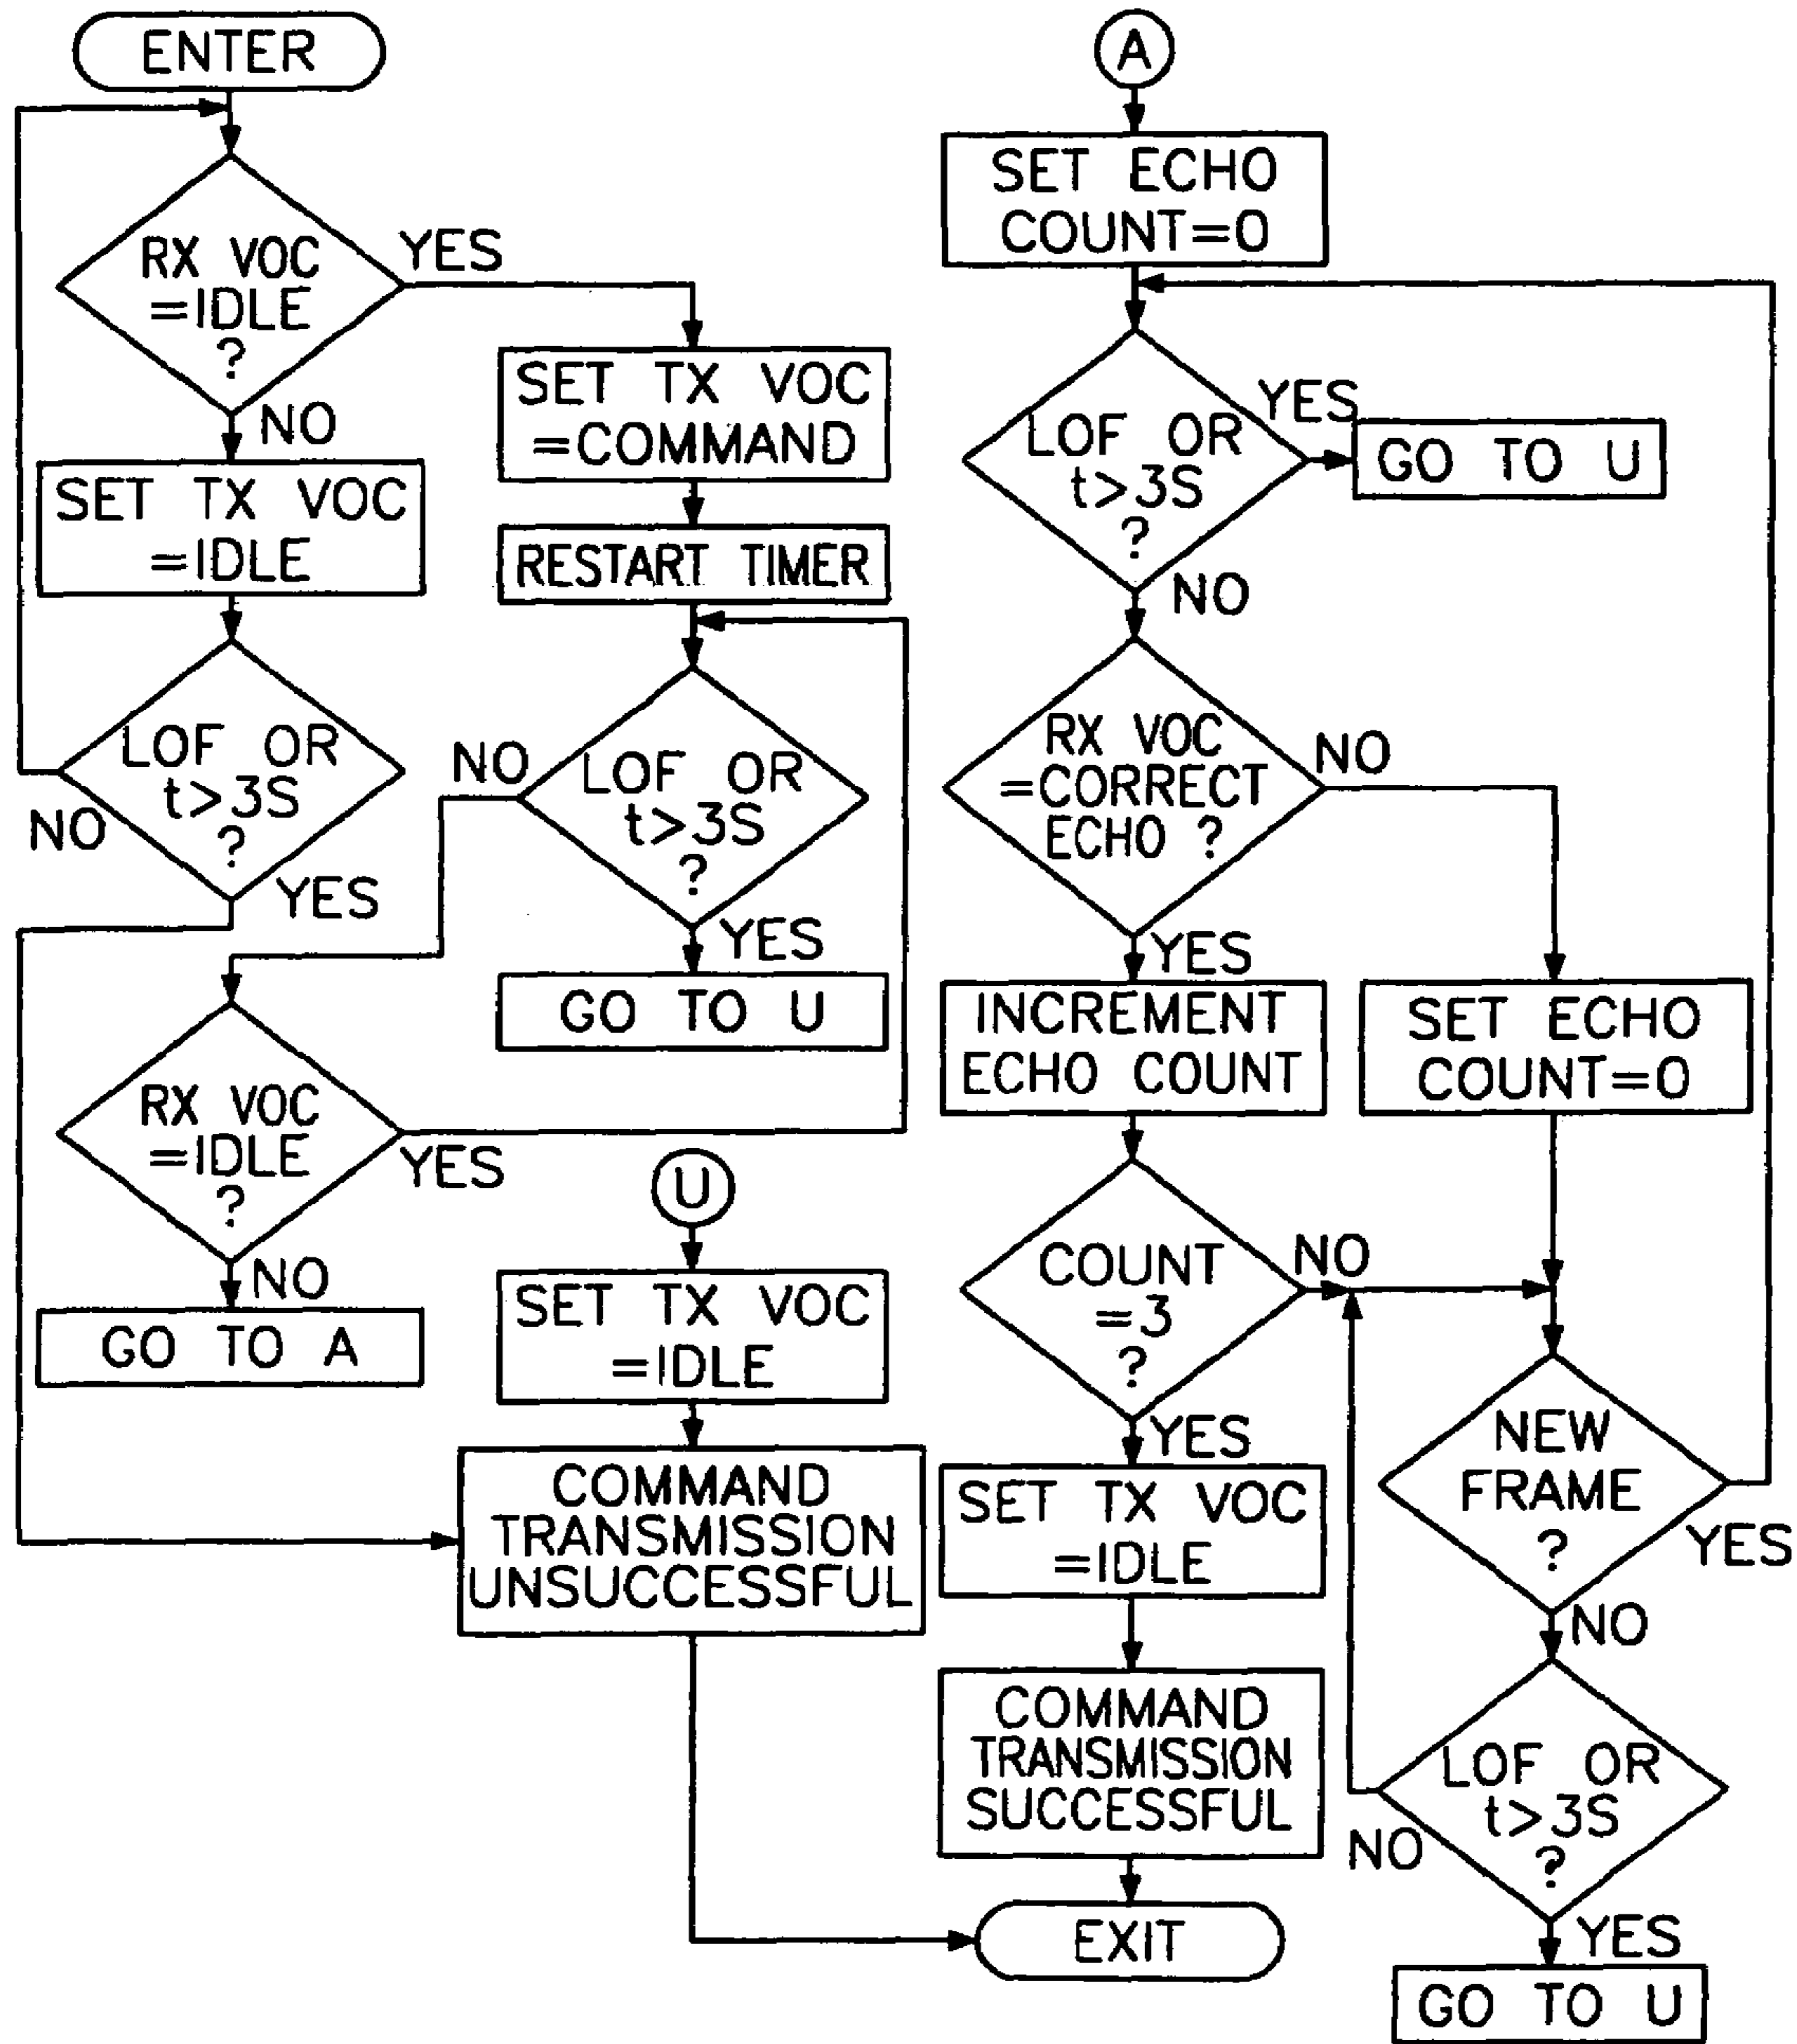 ENTER
RX VOC
=IDLE
?
YES
NO
SET TX VOC
=IDLE
LOF OR
t>3S
?
NO
YES
SET TX VOC
=COMMAND
RESTART TIMER
LOF OR
t>3S
?
NO
YES
GO TO U
RX VOC
=IDLE
?
YES
NO
GO TO A
U
SET TX VOC
=IDLE
COMMAND
TRANSMISSION
UNSUCCESSFUL
A
SET ECHO
COUNT=0
LOF OR
t>3S
?
YES
GO TO U
NO
RX VOC
=CORRECT
ECHO ?
NO
YES
INCREMENT
ECHO COUNT
SET ECHO
COUNT=0
COUNT
=3
?
NO
YES
SET TX VOC
=IDLE
COMMAND
TRANSMISSION
SUCCESSFUL
EXIT
NEW
FRAME
?
YES
NO
LOF OR
t>3S
?
NO
YES
GO TO U